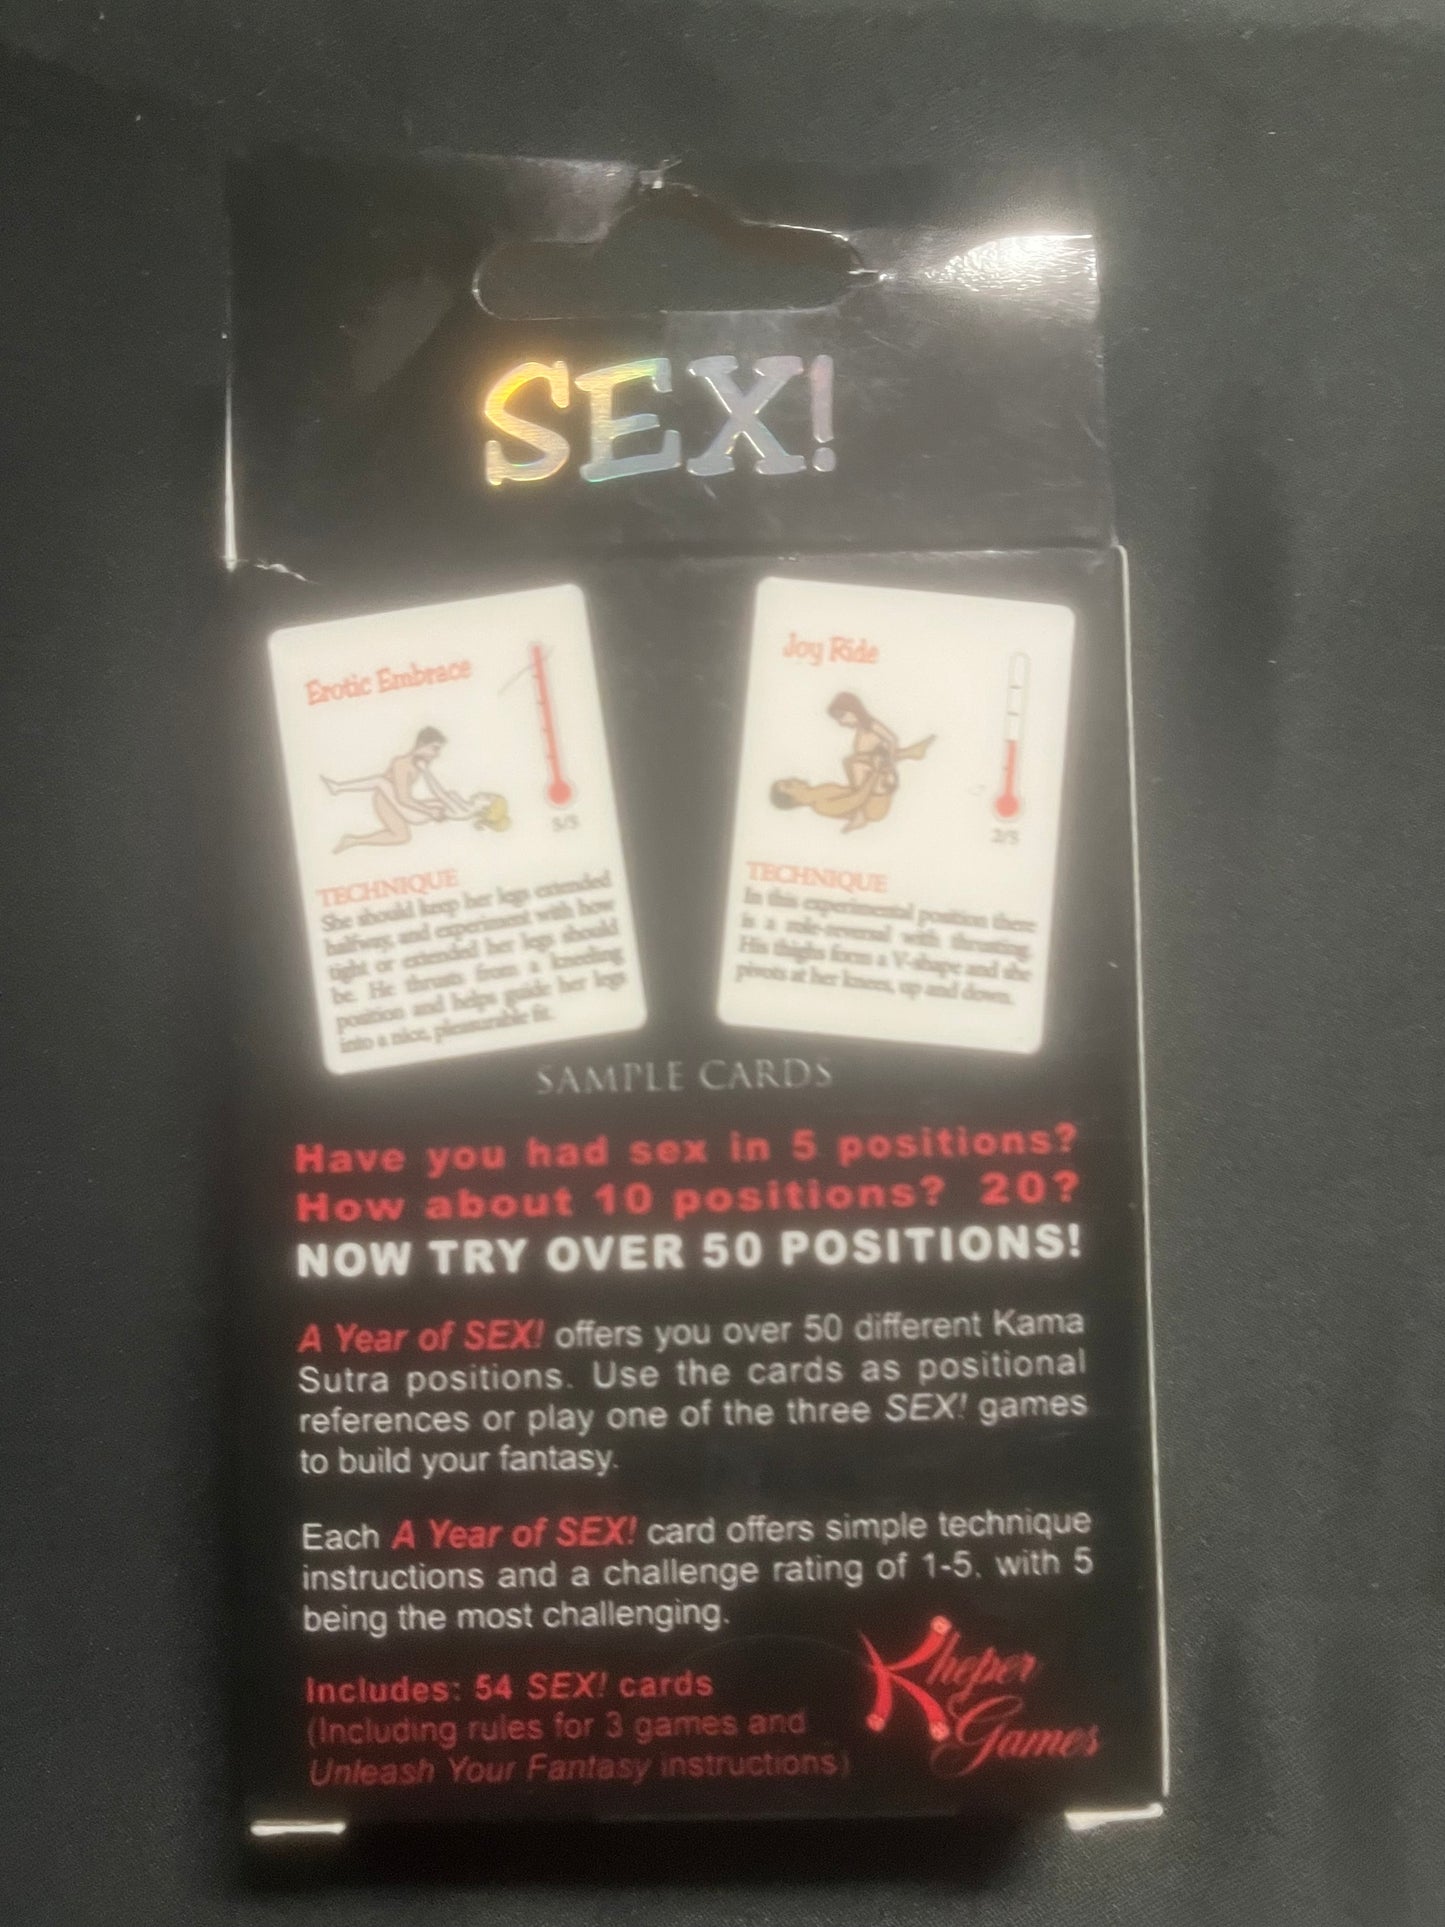 SEX!
Erotic Embrace
5/5
TECHNIQUE
She should keep her legs extended
halfway, and experiment with how
tight or extended her legs should
be. He thrusts from a kneeling
position and helps guide her legs
into a nice, pleasurable fit.
Joy Ride
2/5
TECHNIQUE
In this experimental position there
is a role-reversal with thrusting.
His thighs form a V-shape and she
pivots at her knees, up and down.
SAMPLE CARDS
Have you had sex in 5 positions?
How about 10 positions? 20?
NOW TRY OVER 50 POSITIONS!
A Year of SEX! offers you over 50 different Kama
Sutra positions. Use the cards as positional
references or play one of the three SEX! games
to build your fantasy.
Each A Year of SEX! card offers simple technique
instructions and a challenge rating of 1-5, with 5
being the most challenging.
Includes: 54 SEX! cards
(Including rules for 3 games and
Unleash Your Fantasy instructions)
Kheper
Games